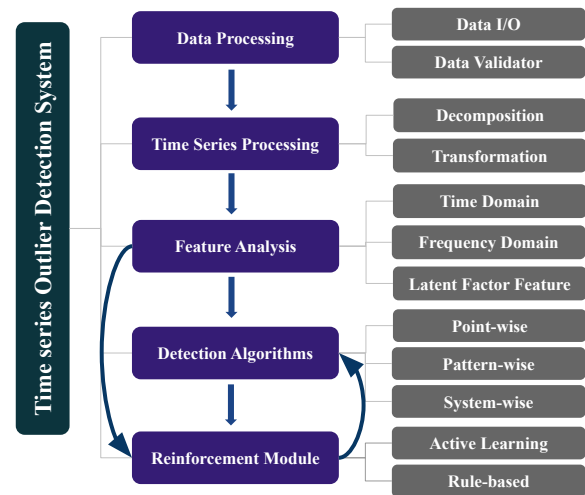 Time series Outlier Detection System
Data Processing
Data I/O
Data Validator
Time Series Processing
Decomposition
Transformation
Feature Analysis
Time Domain
Frequency Domain
Latent Factor Feature
Detection Algorithms
Point-wise
Pattern-wise
System-wise
Reinforcement Module
Active Learning
Rule-based